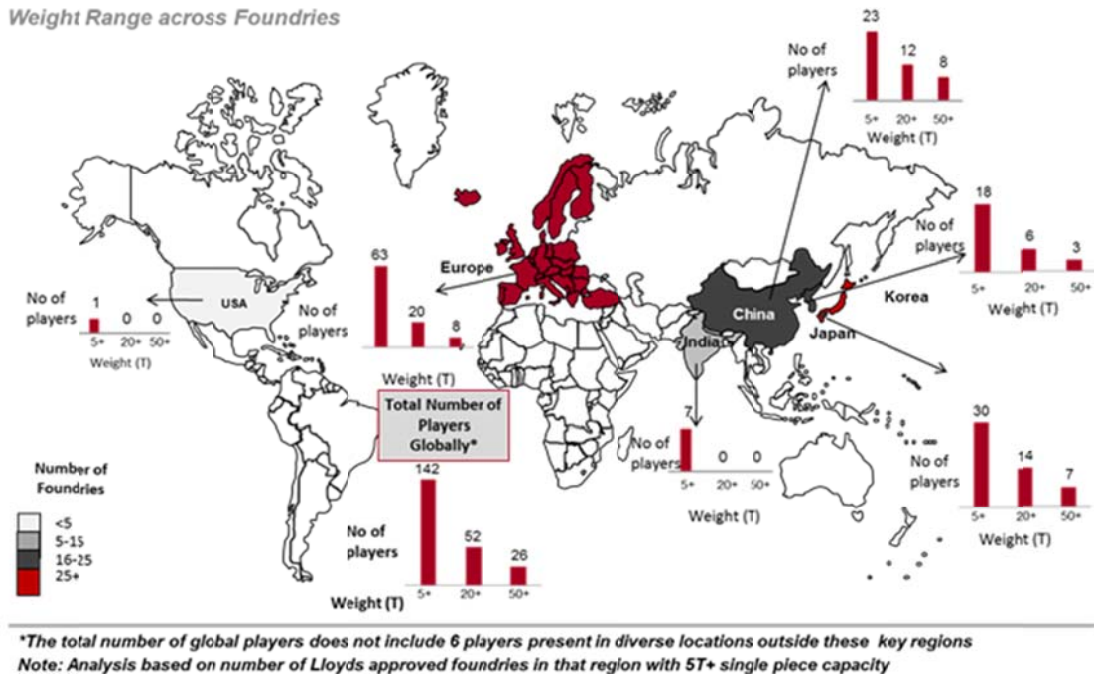 Weight Range across Foundries
23
12
8
No of
players
5+ 20+ 50+
Weight (T)
18
6
3
No of
players
5+ 20+ 50+
Weight (T)
Korea
China
Japan
India
Europe
63
20
8
No of
players
5+ 20+ 50+
Weight (T)
USA
No of
players
1 0 0
5+ 20+ 50+
Weight (T)
7
0 0
No of
players
5+ 20+ 50+
Weight (T)
30
14
7
No of
players
5+ 20+ 50+
Weight (T)
Total Number of
Players
Globally*
142
52
26
No of
players
5+ 20+ 50+
Weight (T)
Number of
Foundries
<5
5-15
16-25
25+
*The total number of global players does not include 6 players present in diverse locations outside these key regions
Note: Analysis based on number of Lloyds approved foundries in that region with 5T+ single piece capacity